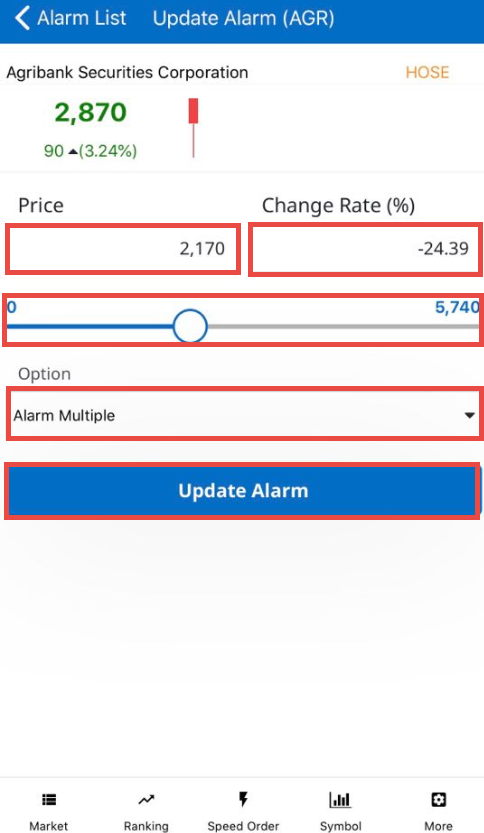 Alarm List Update Alarm (AGR)
Agribank Securities Corporation HOSE
2,870
90 (3.24%)
Price Change Rate (%)
2,170 -24.39
0 5,740
Option
Alarm Multiple
Update Alarm
Market Ranking Speed Order Symbol More